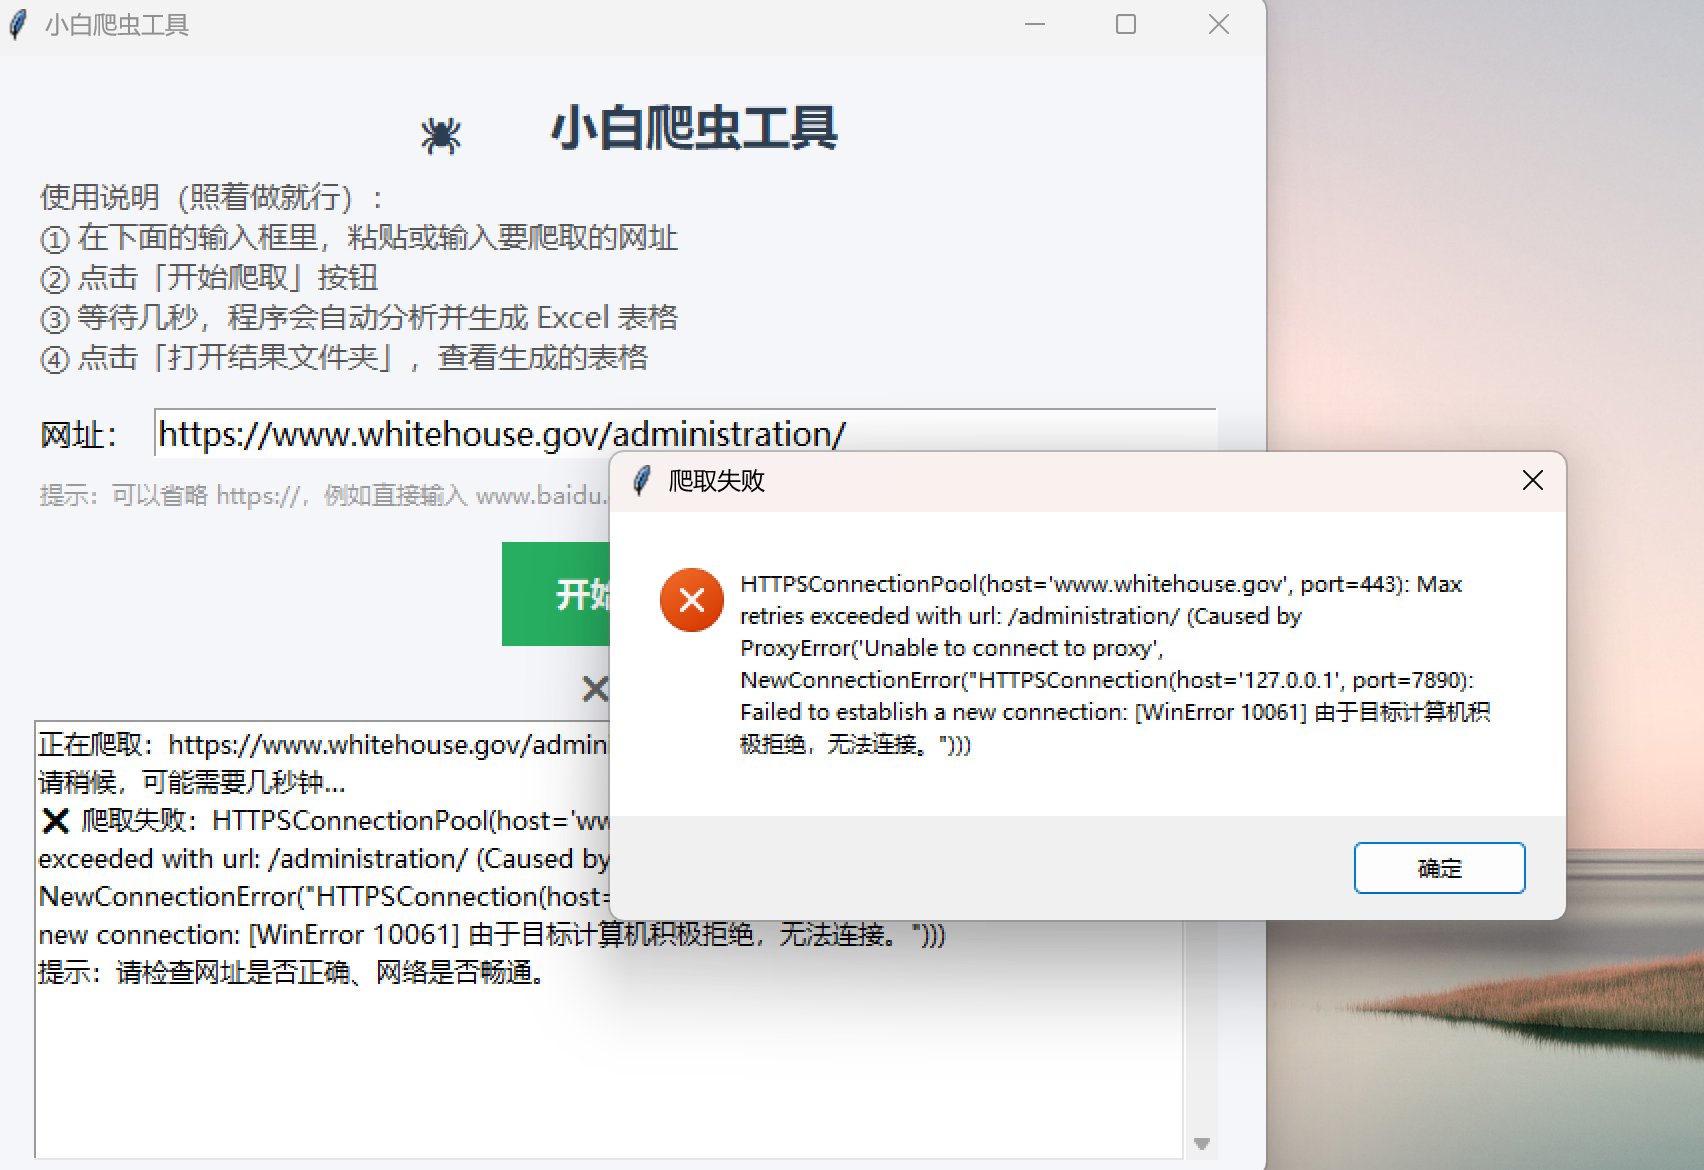 小白爬虫工具
小白爬虫工具
使用说明（照着做就行）：
① 在下面的输入框里，粘贴或输入要爬取的网址
② 点击「开始爬取」按钮
③ 等待几秒，程序会自动分析并生成 Excel 表格
④ 点击「打开结果文件夹」，查看生成的表格
网址： https://www.whitehouse.gov/administration/
提示：可以省略 https://，例如直接输入 www.baidu.
开始
爬取失败
HTTPSConnectionPool(host='www.whitehouse.gov', port=443): Max
retries exceeded with url: /administration/ (Caused by
ProxyError('Unable to connect to proxy',
NewConnectionError("HTTPSConnection(host='127.0.0.1', port=7890):
Failed to establish a new connection: [WinError 10061] 由于目标计算机积
极拒绝，无法连接。")))
确定
正在爬取：https://www.whitehouse.gov/admin
请稍候，可能需要几秒钟...
❌ 爬取失败：HTTPSConnectionPool(host='ww
exceeded with url: /administration/ (Caused by
NewConnectionError("HTTPSConnection(host=
new connection: [WinError 10061] 由于目标计算机积极拒绝，无法连接。")))
提示：请检查网址是否正确、网络是否畅通。